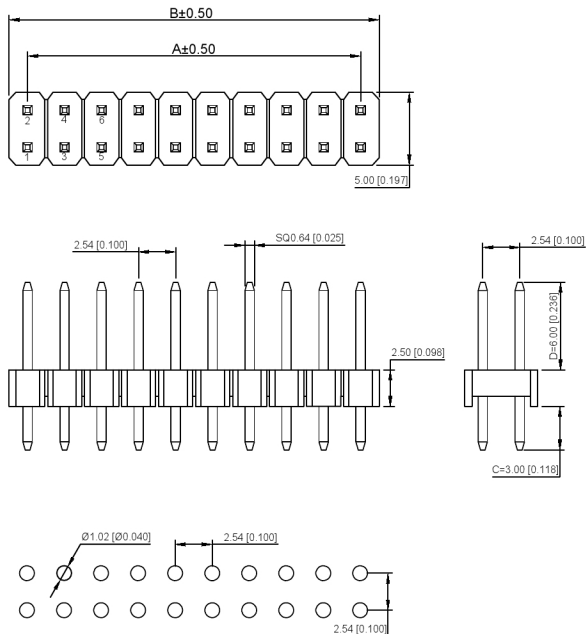 B±0.50
A±0.50
2 4 6
1 3 5
5.00 [0.197]
2.54 [0.100]
SQ0.64 [0.025]
2.54 [0.100]
D=6.00 [0.236]
2.50 [0.098]
C=3.00 [0.118]
Ø1.02 [Ø0.040]
2.54 [0.100]
2.54 [0.100]